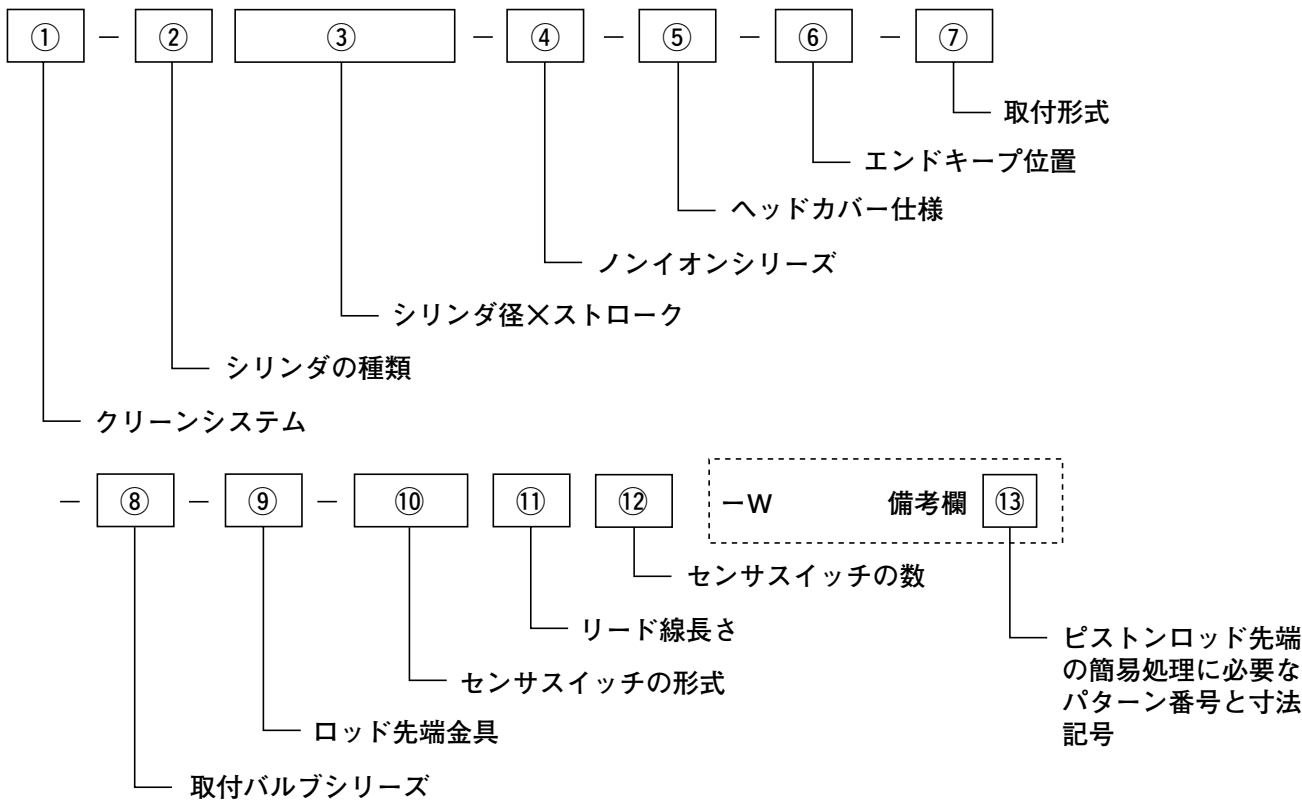 ① － ② ③ － ④ － ⑤ － ⑥ － ⑦
取付形式
エンドキープ位置
ヘッドカバー仕様
ノンイオンシリーズ
シリンダ径×ストローク
シリンダの種類
クリーンシステム
－ ⑧ － ⑨ － ⑩ ⑪ ⑫ －W 備考欄 ⑬
センサスイッチの数
リード線長さ
センサスイッチの形式
ロッド先端金具
取付バルブシリーズ
ピストンロッド先端
の簡易処理に必要な
パターン番号と寸法
記号